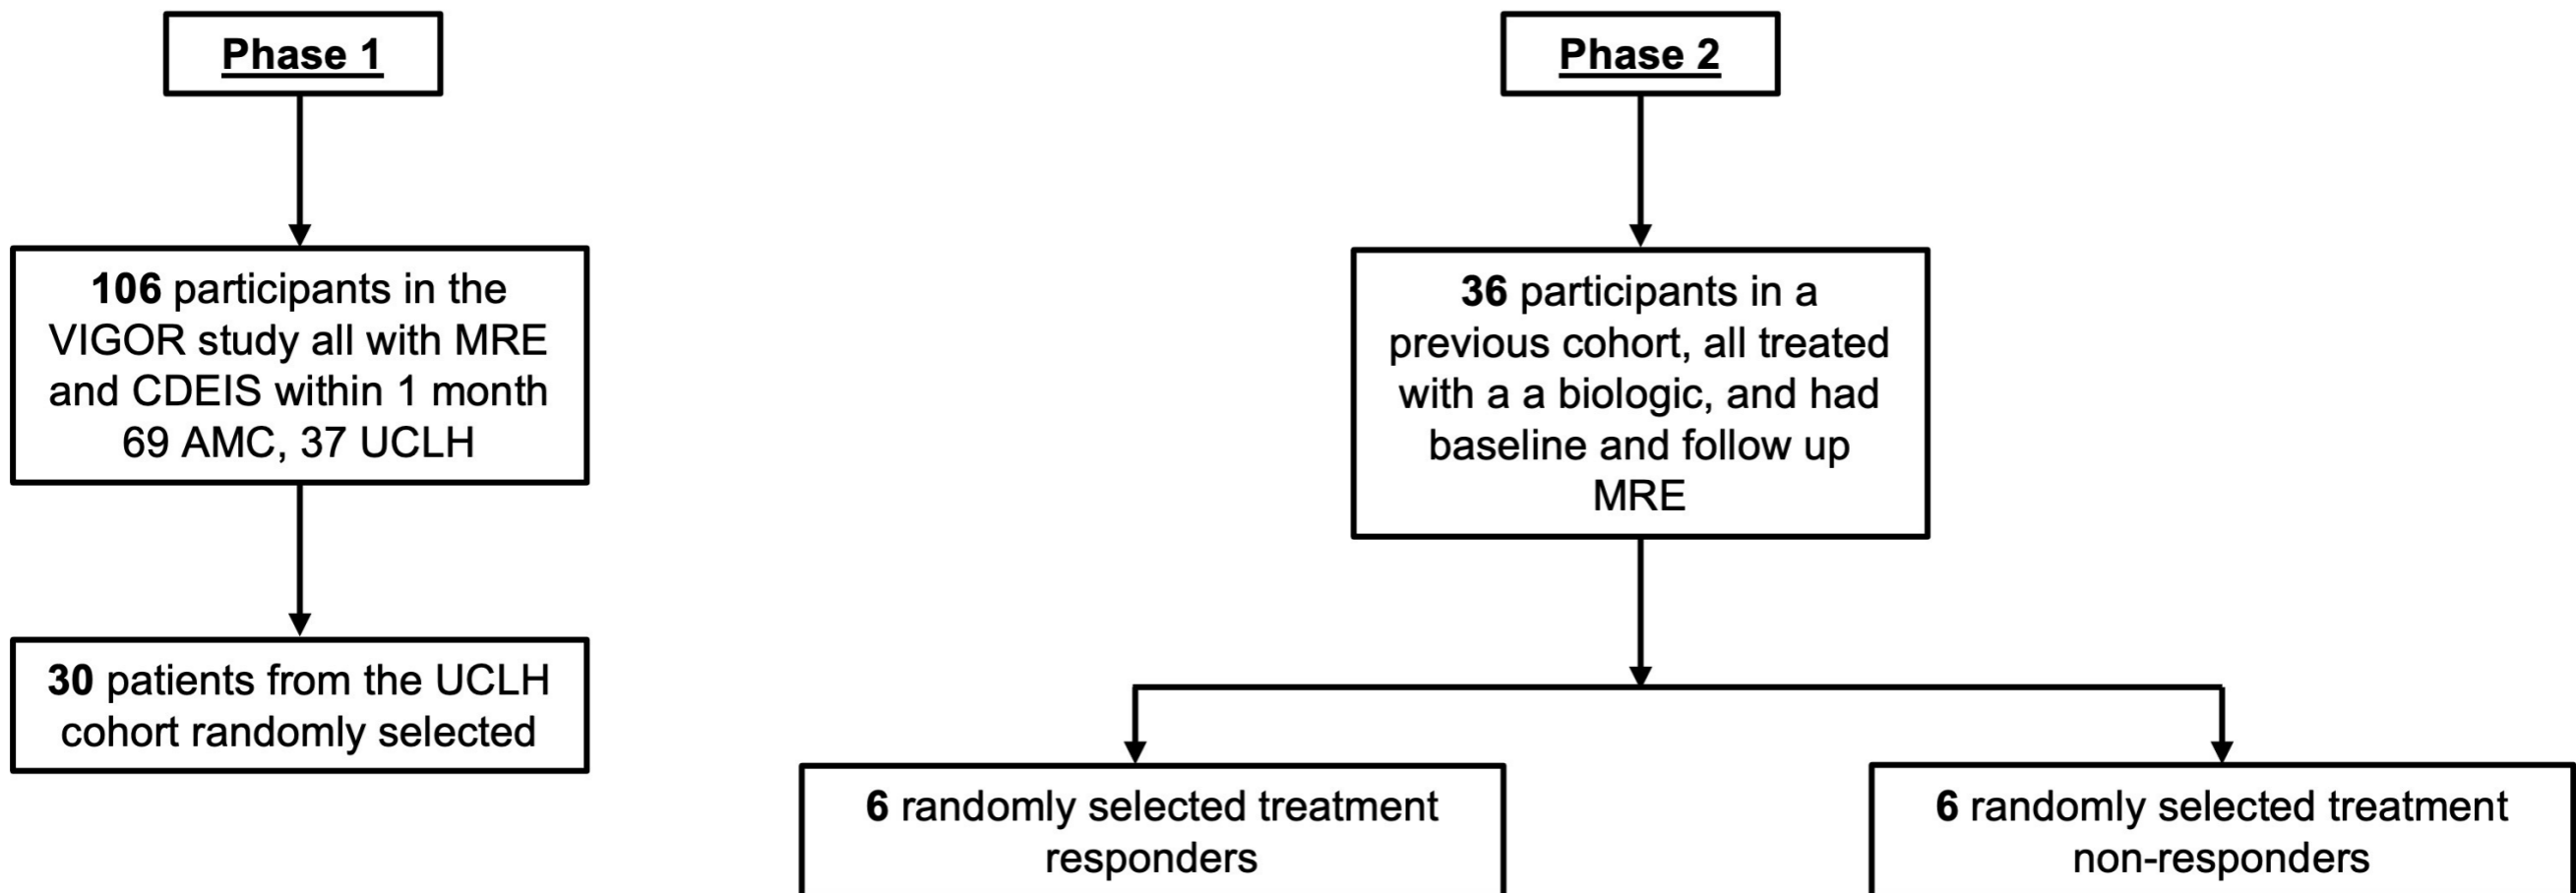 Phase 1
106 participants in the
VIGOR study all with MRE
and CDEIS within 1 month
69 AMC, 37 UCLH
30 patients from the UCLH
cohort randomly selected
Phase 2
36 participants in a
previous cohort, all treated
with a a biologic, and had
baseline and follow up
MRE
6 randomly selected treatment
responders
6 randomly selected treatment
non-responders